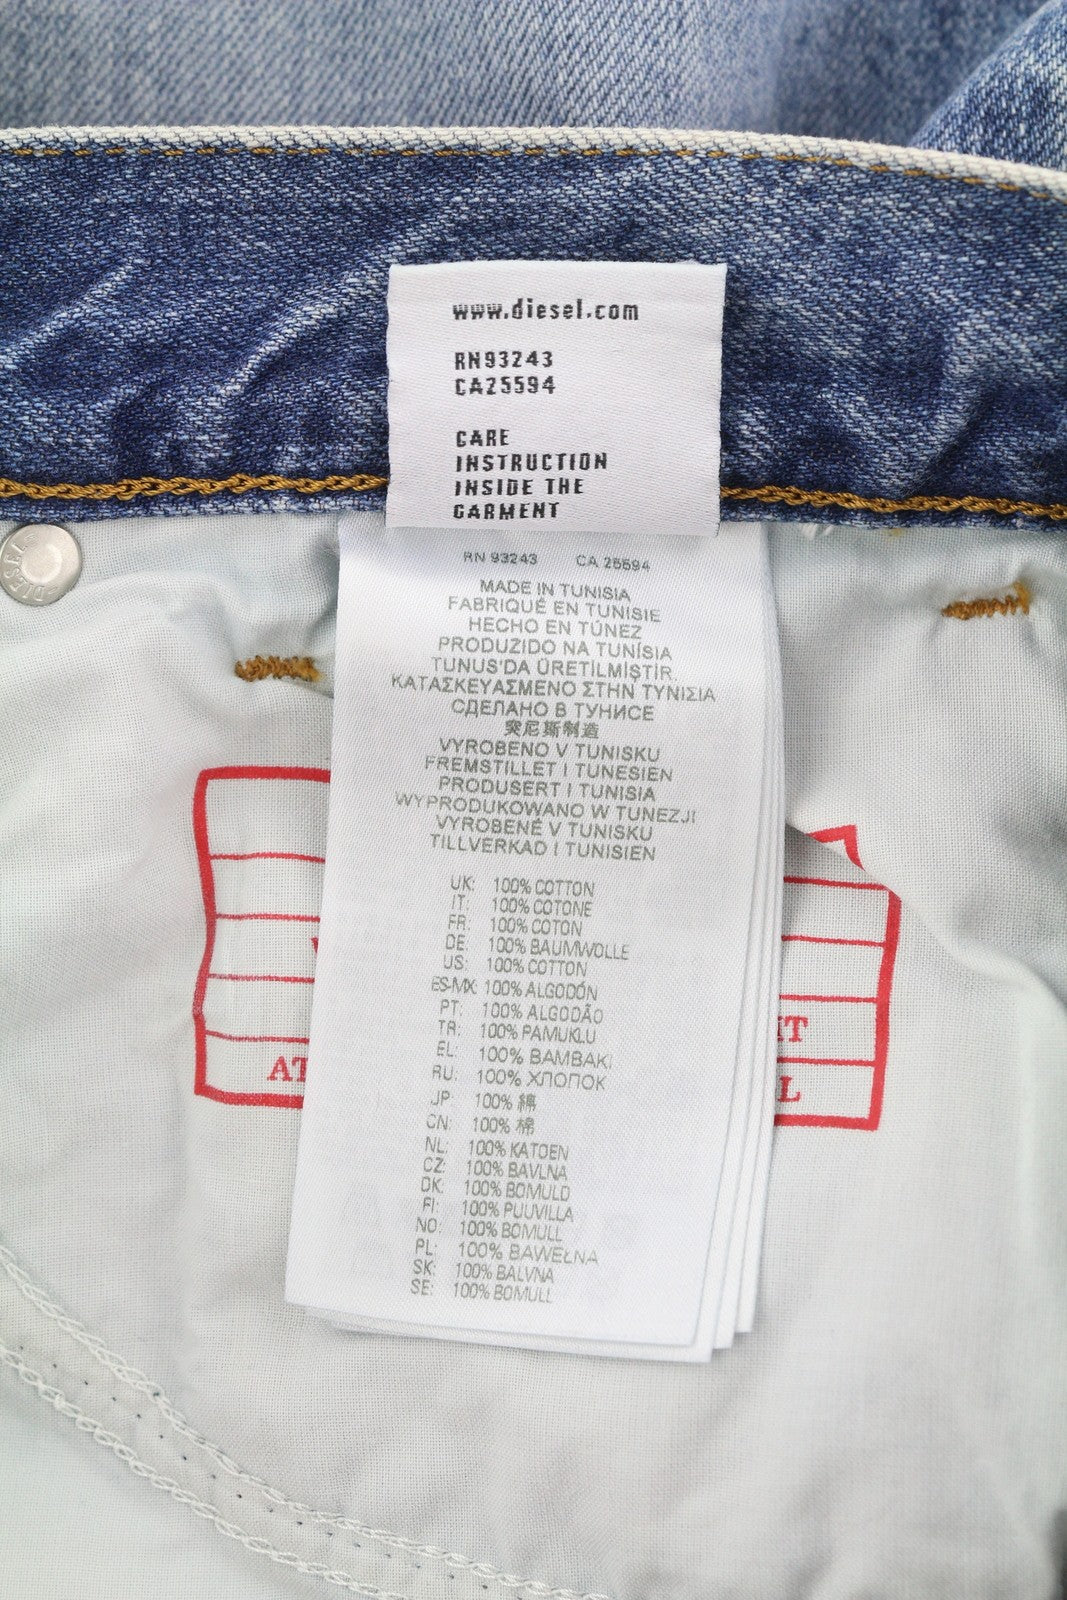 www.diesel.com
RN93243
CA25594
CARE
INSTRUCTION
INSIDE THE
GARMENT
RN 93243 CA 25594
MADE IN TUNISIA
FABRIQUÉ EN TUNISIE
HECHO EN TÚNEZ
PRODUZIDO NA TUNÍSIA
TUNUS'DA ÜRETİLMİŞTİR.
ΚΑΤΑΣΚΕΥΑΣΜΕΝΟ ΣΤΗΝ ΤΥΝΙΣΙΑ
СДЕЛАНО В ТУНИСЕ
突尼斯制造
VYROBENO V TUNISKU
FREMSTILLET I TUNESIEN
PRODUSERT I TUNISIA
WYPRODUKOWANO W TUNEZJI
VYROBENÉ V TUNISKU
TILLVERKAD I TUNISIEN
UK: 100% COTTON
IT: 100% COTONE
FR: 100% COTON
DE: 100% BAUMWOLLE
US: 100% COTTON
ES-MX: 100% ALGODÓN
PT: 100% ALGODÃO
TR: 100% PAMUKLU
EL: 100% ΒΑΜΒΑΚΙ
RU: 100% ХЛОПОК
JP 100% 綿
CN: 100% 棉
NL: 100% KATOEN
CZ: 100% BAVLNA
DK: 100% BOMULD
FI: 100% PUUVILLA
NO: 100% BOMULL
PL: 100% BAWEŁNA
SK: 100% BALVNA
SE: 100% BOMULL
DIESEL
AT
IT
L